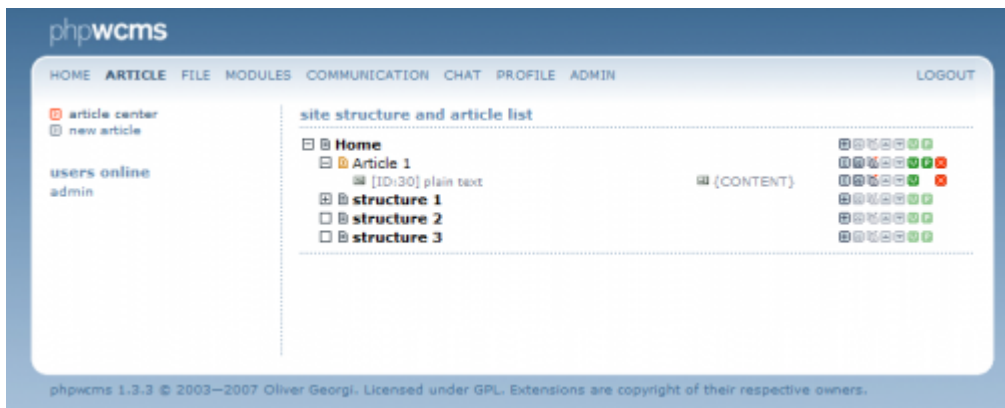 phpwcms
HOME ARTICLE FILE MODULES COMMUNICATION CHAT PROFILE ADMIN LOGOUT
article center
new article
users online
admin
site structure and article list
Home
Article 1
[ID:30] plain text {CONTENT}
structure 1
structure 2
structure 3
phpwcms 1.3.3 © 2003—2007 Oliver Georgi. Licensed under GPL. Extensions are copyright of their respective owners.